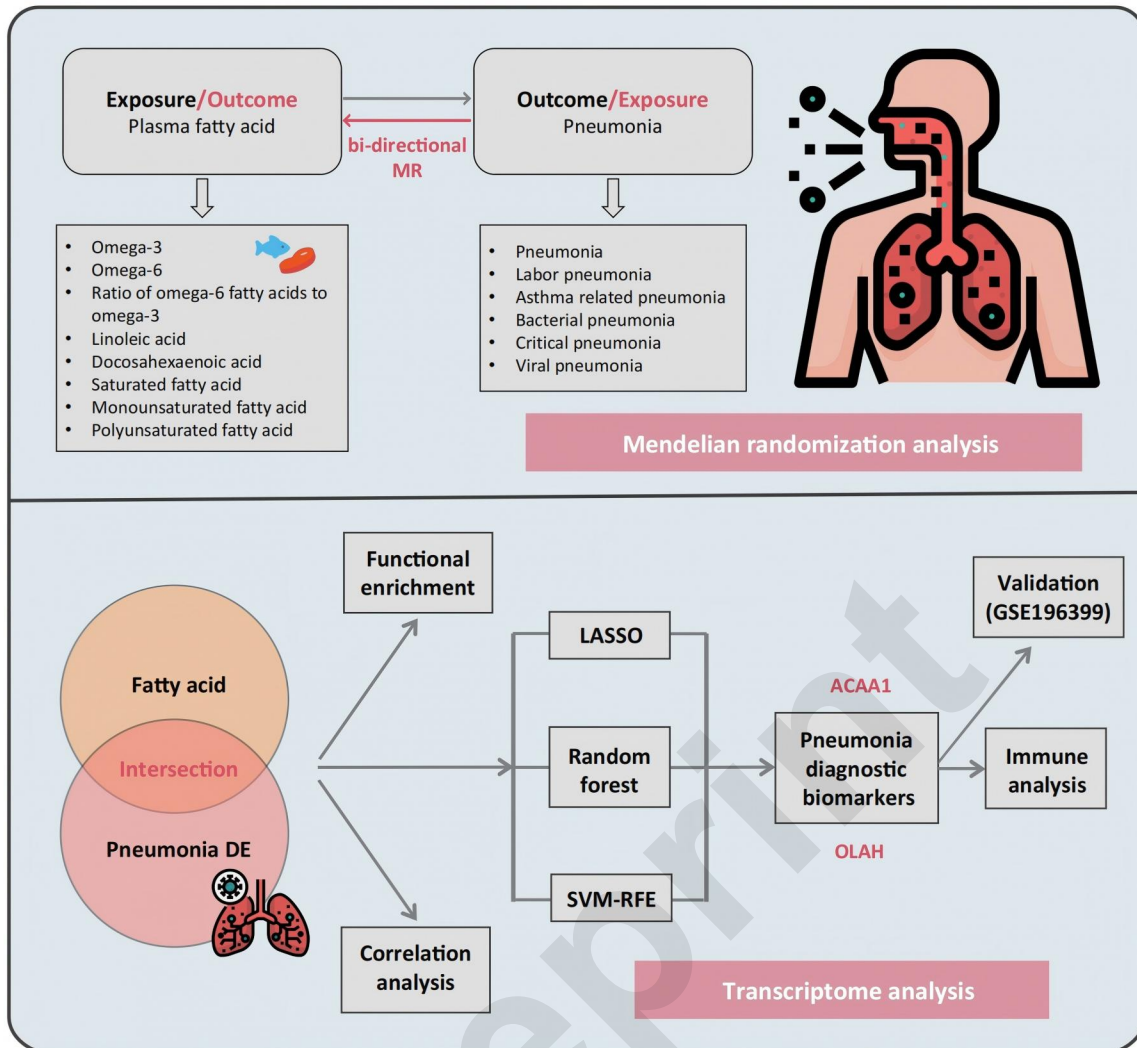 Exposure/Outcome
Plasma fatty acid
bi-directional
MR
Outcome/Exposure
Pneumonia
• Omega-3
• Omega-6
• Ratio of omega-6 fatty acids to
omega-3
• Linoleic acid
• Docosahexaenoic acid
• Saturated fatty acid
• Monounsaturated fatty acid
• Polyunsaturated fatty acid
• Pneumonia
• Labor pneumonia
• Asthma related pneumonia
• Bacterial pneumonia
• Critical pneumonia
• Viral pneumonia
Mendelian randomization analysis
Fatty acid
Intersection
Pneumonia DE
Functional
enrichment
Correlation
analysis
LASSO
Random
forest
SVM-RFE
ACAA1
Pneumonia
diagnostic
biomarkers
OLAH
Validation
(GSE196399)
Immune
analysis
Transcriptome analysis
eprint